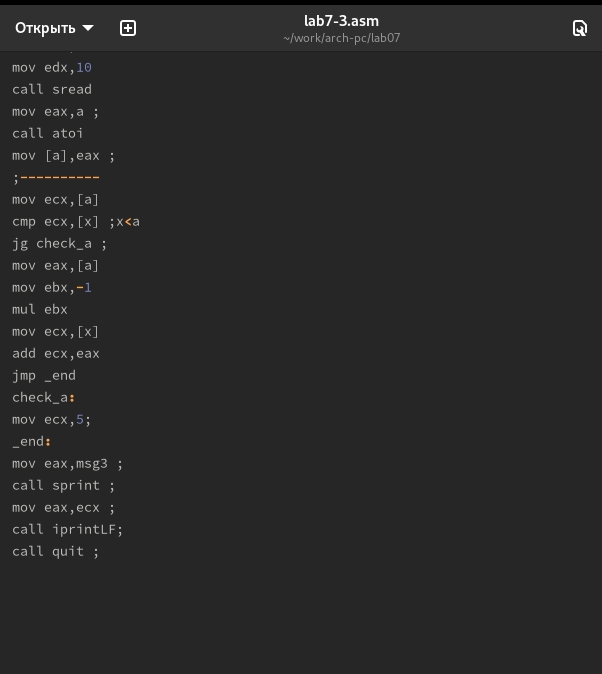 Открыть
lab7-3.asm
~/work/arch-pc/lab07
mov edx,10
call sread
mov eax,a ;
call atoi
mov [a],eax ;
;----------
mov ecx,[a]
cmp ecx,[x] ;x<a
jg check_a ;
mov eax,[a]
mov ebx,-1
mul ebx
mov ecx,[x]
add ecx,eax
jmp _end
check_a:
mov ecx,5;
_end:
mov eax,msg3 ;
call sprint ;
mov eax,ecx ;
call iprintLF;
call quit ;